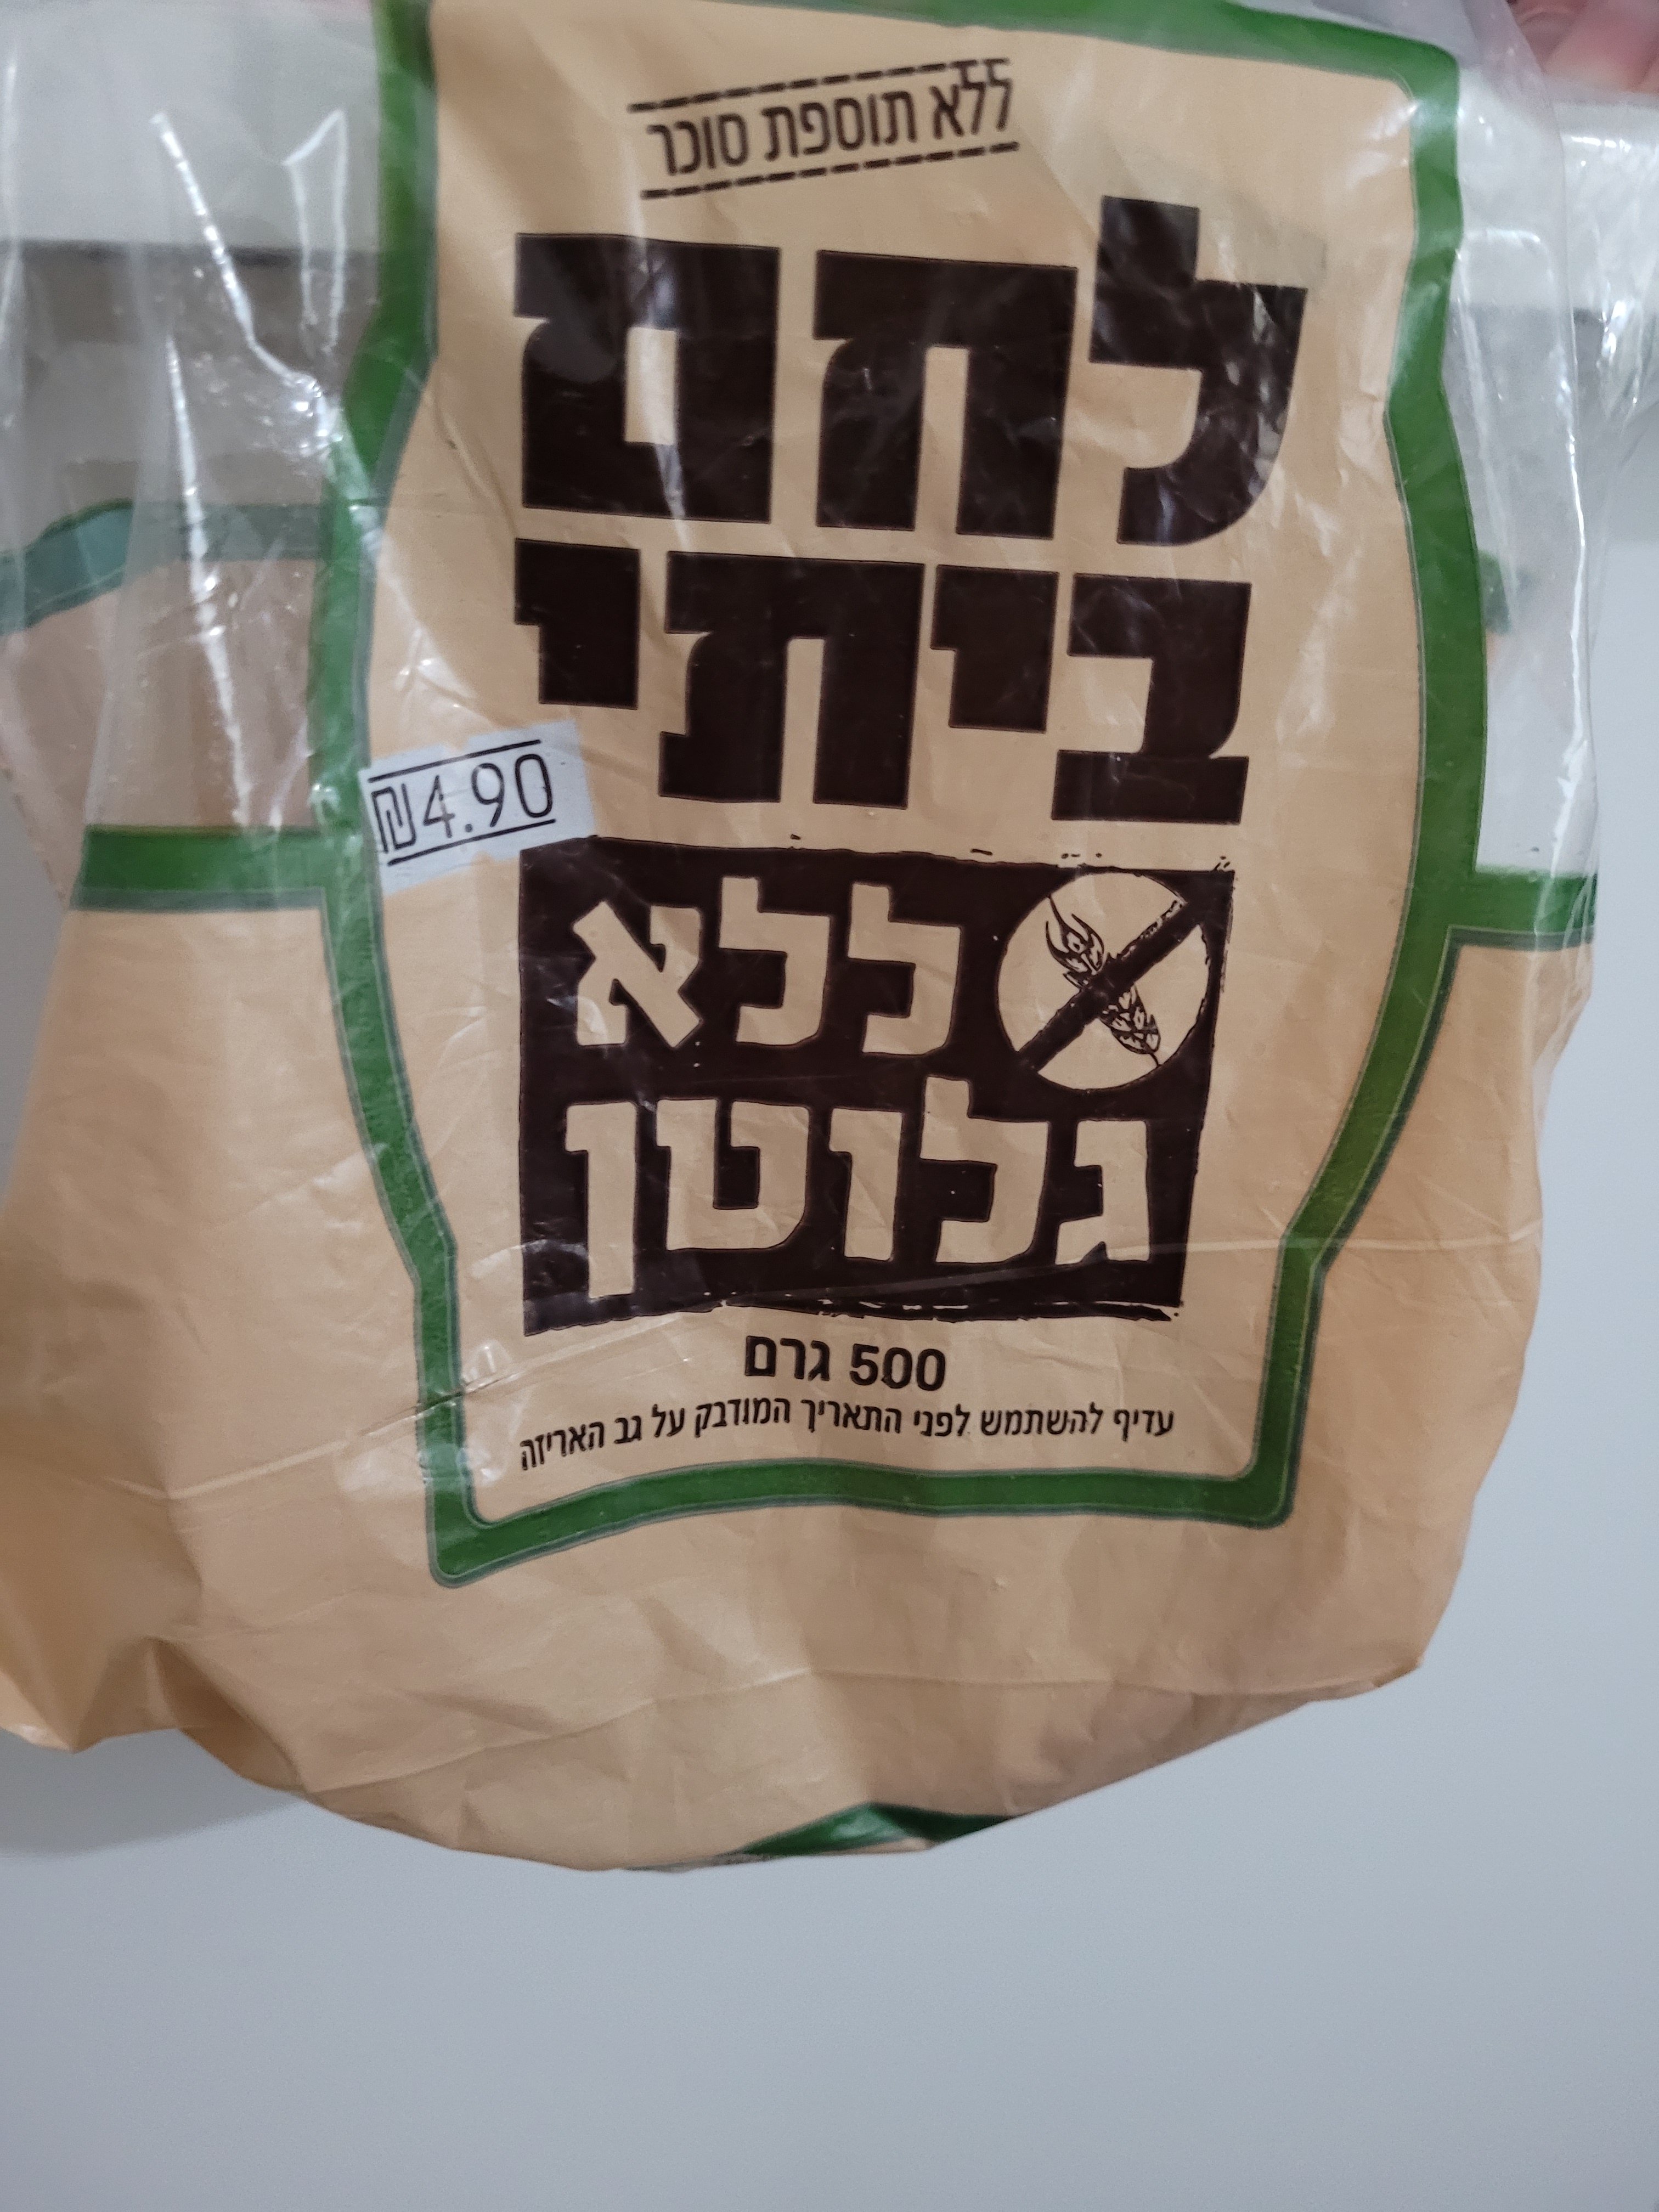 ללא תוספת סוכר
לחם
ביתי
₪4.90
ללא
גלוטן
500 גרם
עדיף להשתמש לפני התאריך המודבק על גב האריזה